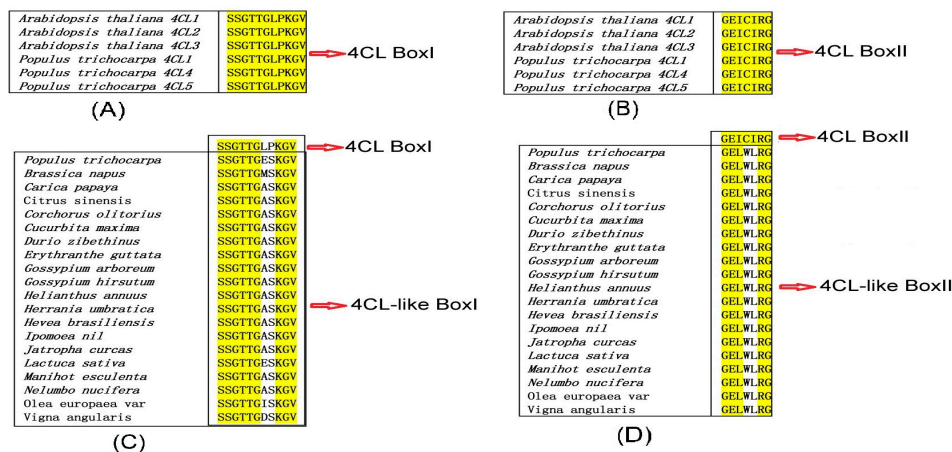 Arabidopsis thaliana 4CL1 SSGTTGLPKGV
Arabidopsis thaliana 4CL2 SSGTTGLPKGV
Arabidopsis thaliana 4CL3 SSGTTGLPKGV
Populus trichocarpa 4CL1 SSGTTGLPKGV
Populus trichocarpa 4CL4 SSGTTGLPKGV
Populus trichocarpa 4CL5 SSGTTGLPKGV
4CL BoxI
(A)
Arabidopsis thaliana 4CL1 GEICIRG
Arabidopsis thaliana 4CL2 GEICIRG
Arabidopsis thaliana 4CL3 GEICIRG
Populus trichocarpa 4CL1 GEICIRG
Populus trichocarpa 4CL4 GEICIRG
Populus trichocarpa 4CL5 GEICIRG
4CL BoxII
(B)
SSGTTGLPKGV 4CL BoxI
Populus trichocarpa SSGTTGESKGV
Brassica napus SSGTTGMSKGV
Carica papaya SSGTTGASKGV
Citrus sinensis SSGTTGASKGV
Corchorus olitorius SSGTTGASKGV
Cucurbita maxima SSGTTGASKGV
Durio zibethinus SSGTTGASKGV
Erythranthe guttata SSGTTGASKGV
Gossypium arboreum SSGTTGASKGV
Gossypium hirsutum SSGTTGASKGV
Helianthus annuus SSGTTGASKGV
Herrania umbratica SSGTTGASKGV
Hevea brasiliensis SSGTTGASKGV
Ipomoea nil SSGTTGASKGV
Jatropha curcas SSGTTGASKGV
Lactuca sativa SSGTTGESKGV
Manihot esculenta SSGTTGASKGV
Nelumbo nucifera SSGTTGASKGV
Olea europaea var SSGTTGISKGV
Vigna angularis SSGTTGDSKGV
4CL-like BoxI
(C)
GEICIRG 4CL BoxII
Populus trichocarpa GELWLRG
Brassica napus GELWLRG
Carica papaya GELWLRG
Citrus sinensis GELWLRG
Corchorus olitorius GELWLRG
Cucurbita maxima GELWLRG
Durio zibethinus GELWLRG
Erythranthe guttata GELWLRG
Gossypium arboreum GELWLRG
Gossypium hirsutum GELWLRG
Helianthus annuus GELWLRG
Herrania umbratica GELWLRG
Hevea brasiliensis GELWLRG
Ipomoea nil GELWLRG
Jatropha curcas GELWLRG
Lactuca sativa GELWLRG
Manihot esculenta GELWLRG
Nelumbo nucifera GELWLRG
Olea europaea var GELWLRG
Vigna angularis GELWLRG
4CL-like BoxII
(D)